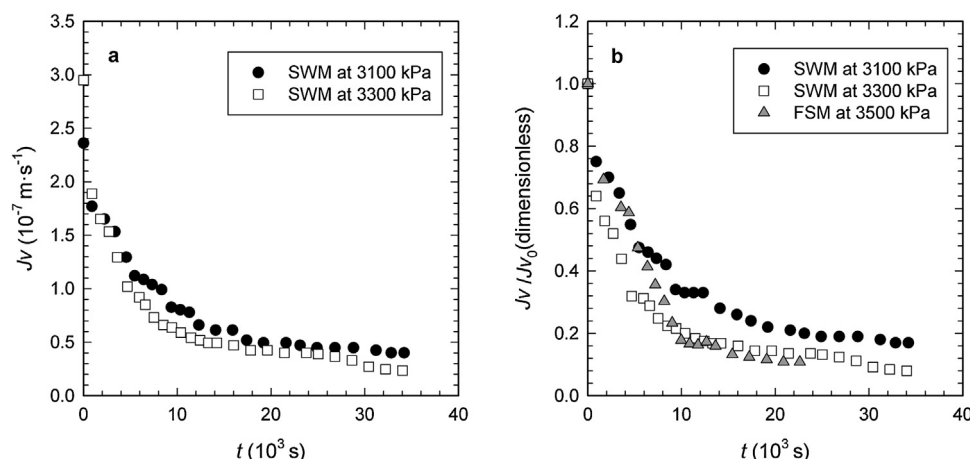 a
SWM at 3100 kPa
SWM at 3300 kPa
3.5
3.0
2.5
2.0
1.5
1.0
0.5
0.0
Jv (10⁻⁷ m·s⁻¹)
0 10 20 30 40
t (10³ s)
b
SWM at 3100 kPa
SWM at 3300 kPa
FSM at 3500 kPa
1.2
1.0
0.8
0.6
0.4
0.2
0.0
Jv /Jv₀(dimensionless)
0 10 20 30 40
t (10³ s)